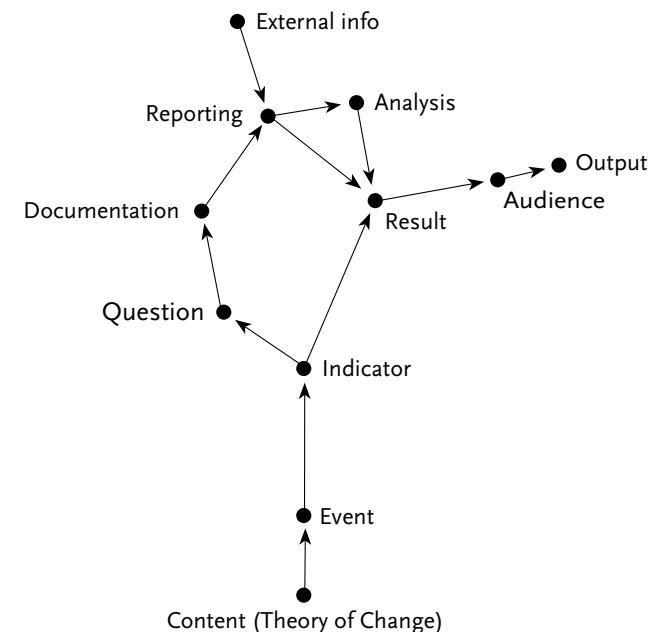 External info
Analysis
Reporting
Output
Audience
Documentation
Result
Question
Indicator
Event
Content (Theory of Change)